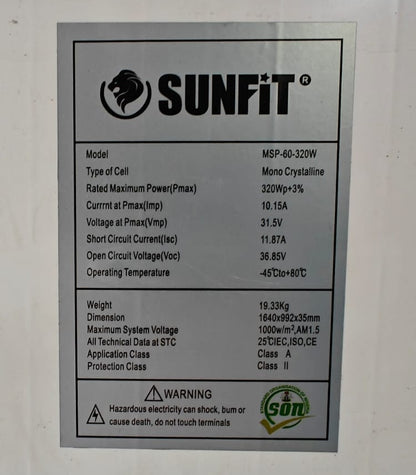 SUNFiT®
Model MSP-60-320W
Type of Cell Mono Crystalline
Rated Maximum Power(Pmax) 320Wp+3%
Currrnt at Pmax(Imp) 10.15A
Voltage at Pmax(Vmp) 31.5V
Short Circuit Current(Isc) 11.87A
Open Circuit Voltage(Voc) 36.85V
Operating Temperature -45℃to+80℃
Weight 19.33Kg
Dimension 1640x992x35mm
Maximum System Voltage 1000w/m²,AM1.5
All Technical Data at STC 25℃IEC,ISO,CE
Application Class Class A
Protection Class Class II
WARNING
Hazardous electricity can shock, bum or
cause death, do not touch terminals
SON